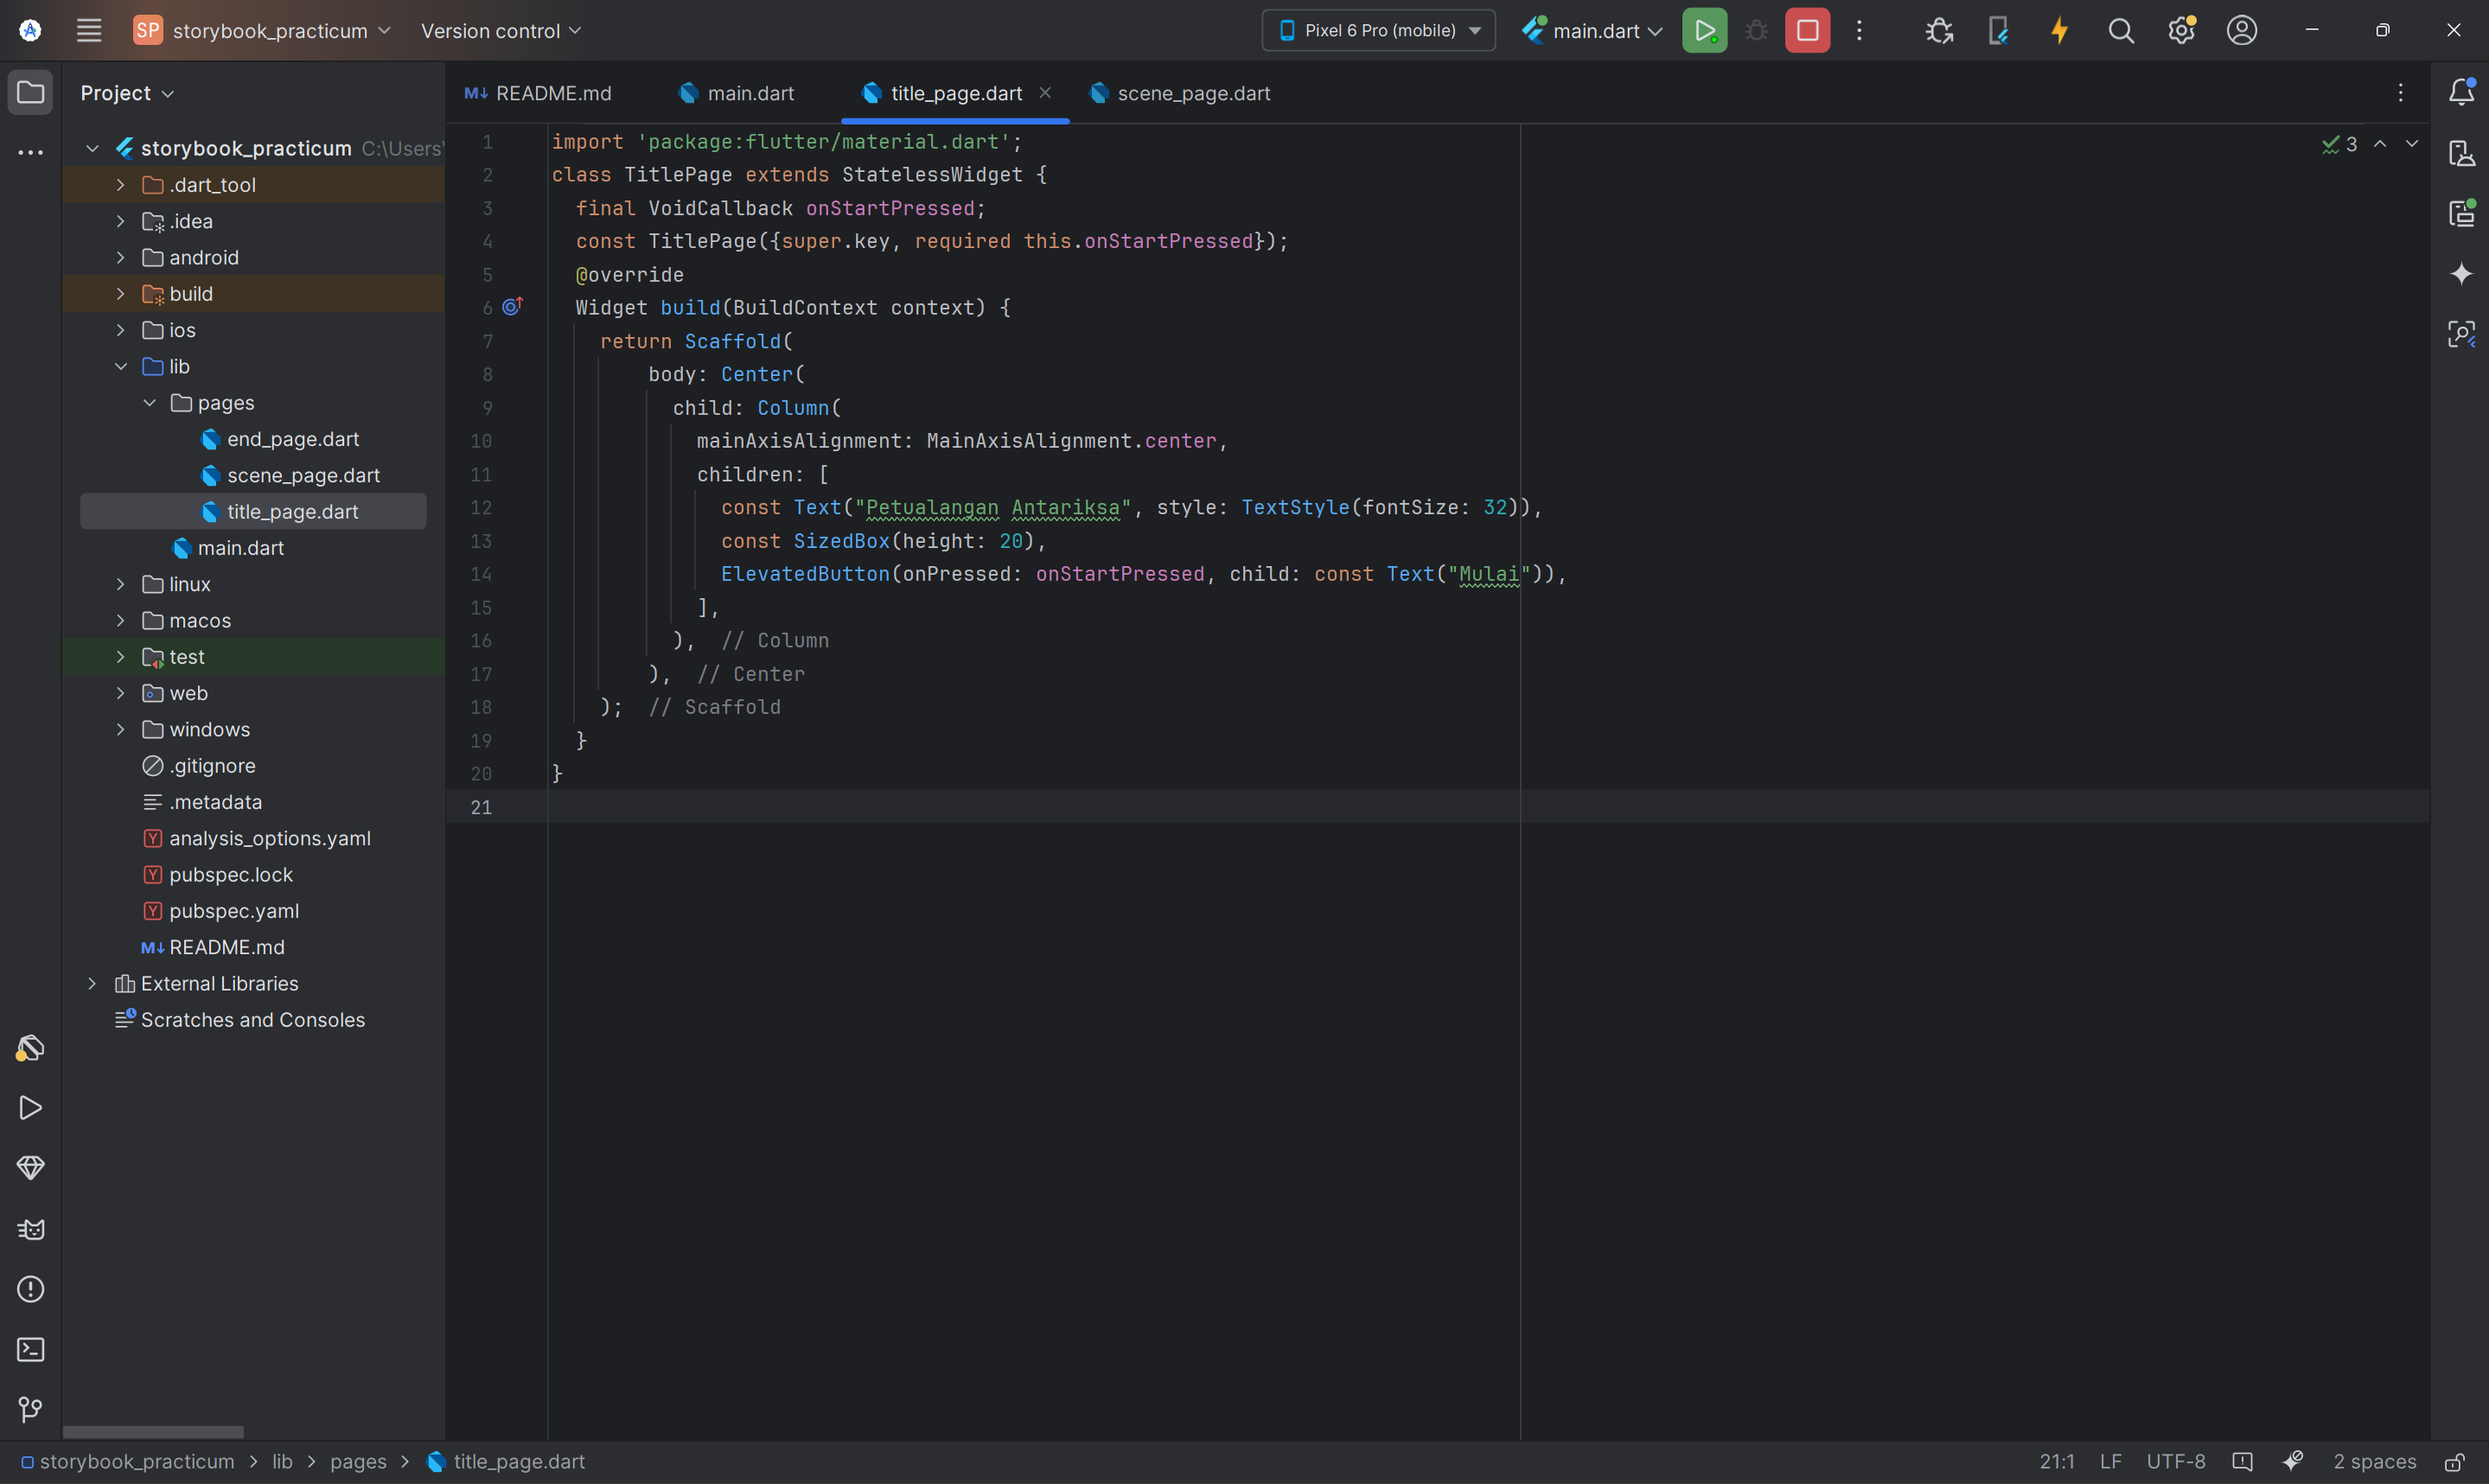 SP storybook_practicum Version control Pixel 6 Pro (mobile) main.dart
Project
README.md main.dart title_page.dart scene_page.dart
storybook_practicum C:\Users\
.dart_tool
.idea
android
build
ios
lib
pages
end_page.dart
scene_page.dart
title_page.dart
main.dart
linux
macos
test
web
windows
.gitignore
.metadata
analysis_options.yaml
pubspec.lock
pubspec.yaml
README.md
External Libraries
Scratches and Consoles
3
1 import 'package:flutter/material.dart';
2 class TitlePage extends StatelessWidget {
3 final VoidCallback onStartPressed;
4 const TitlePage({super.key, required this.onStartPressed});
5 @override
6 Widget build(BuildContext context) {
7 return Scaffold(
8 body: Center(
9 child: Column(
10 mainAxisAlignment: MainAxisAlignment.center,
11 children: [
12 const Text("Petualangan Antariksa", style: TextStyle(fontSize: 32)),
13 const SizedBox(height: 20),
14 ElevatedButton(onPressed: onStartPressed, child: const Text("Mulai")),
15 ],
16 ), // Column
17 ), // Center
18 ); // Scaffold
19 }
20 }
21
storybook_practicum > lib > pages > title_page.dart
21:1 LF UTF-8 2 spaces